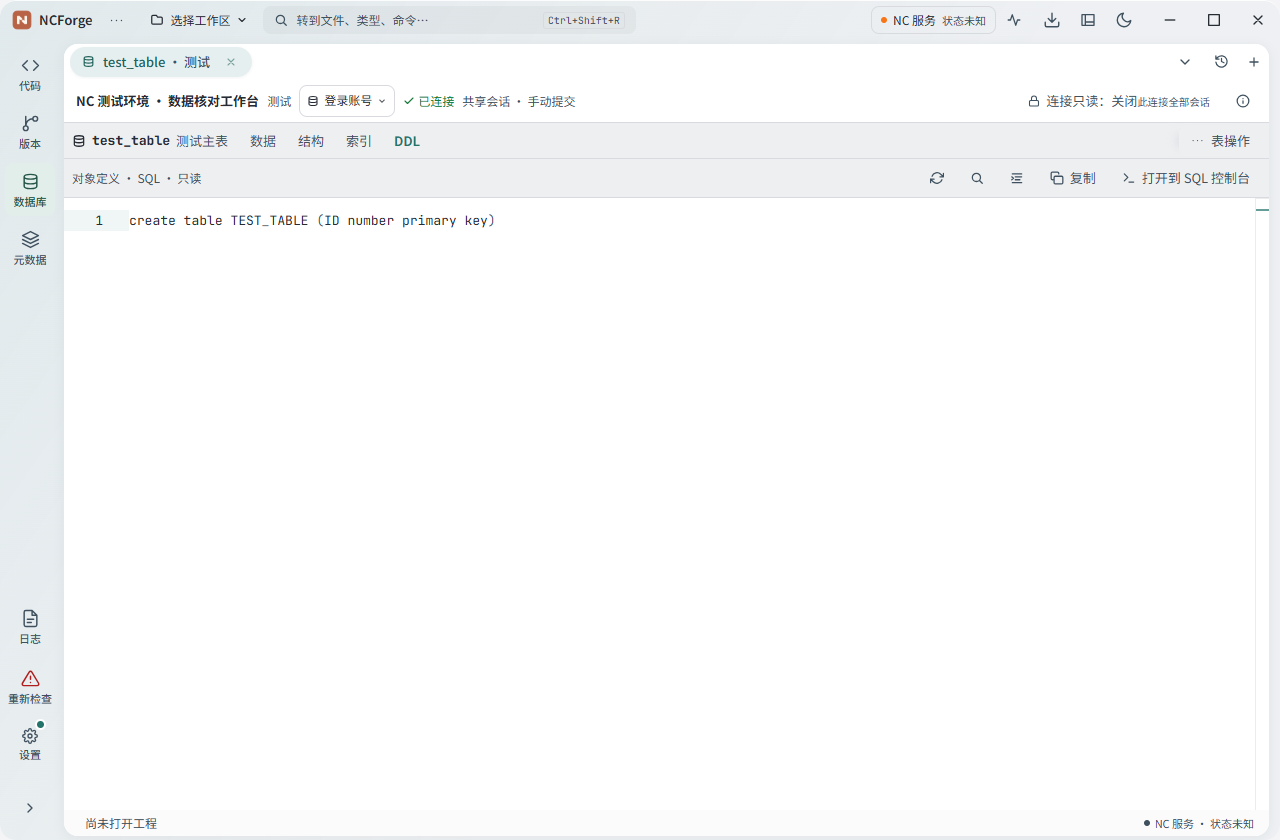 NCForge ··· 选择工作区 转到文件、类型、命令··· Ctrl+Shift+R NC 服务 状态未知
代码
版本
数据库
元数据
日志
重新检查
设置
test_table • 测试
NC 测试环境 • 数据核对工作台 测试 登录账号 已连接 共享会话 • 手动提交 连接只读：关闭 此连接全部会话
test_table 测试主表 数据 结构 索引 DDL ··· 表操作
对象定义 • SQL • 只读 复制 打开到 SQL 控制台
1 create table TEST_TABLE (ID number primary key)
尚未打开工程 NC 服务 • 状态未知